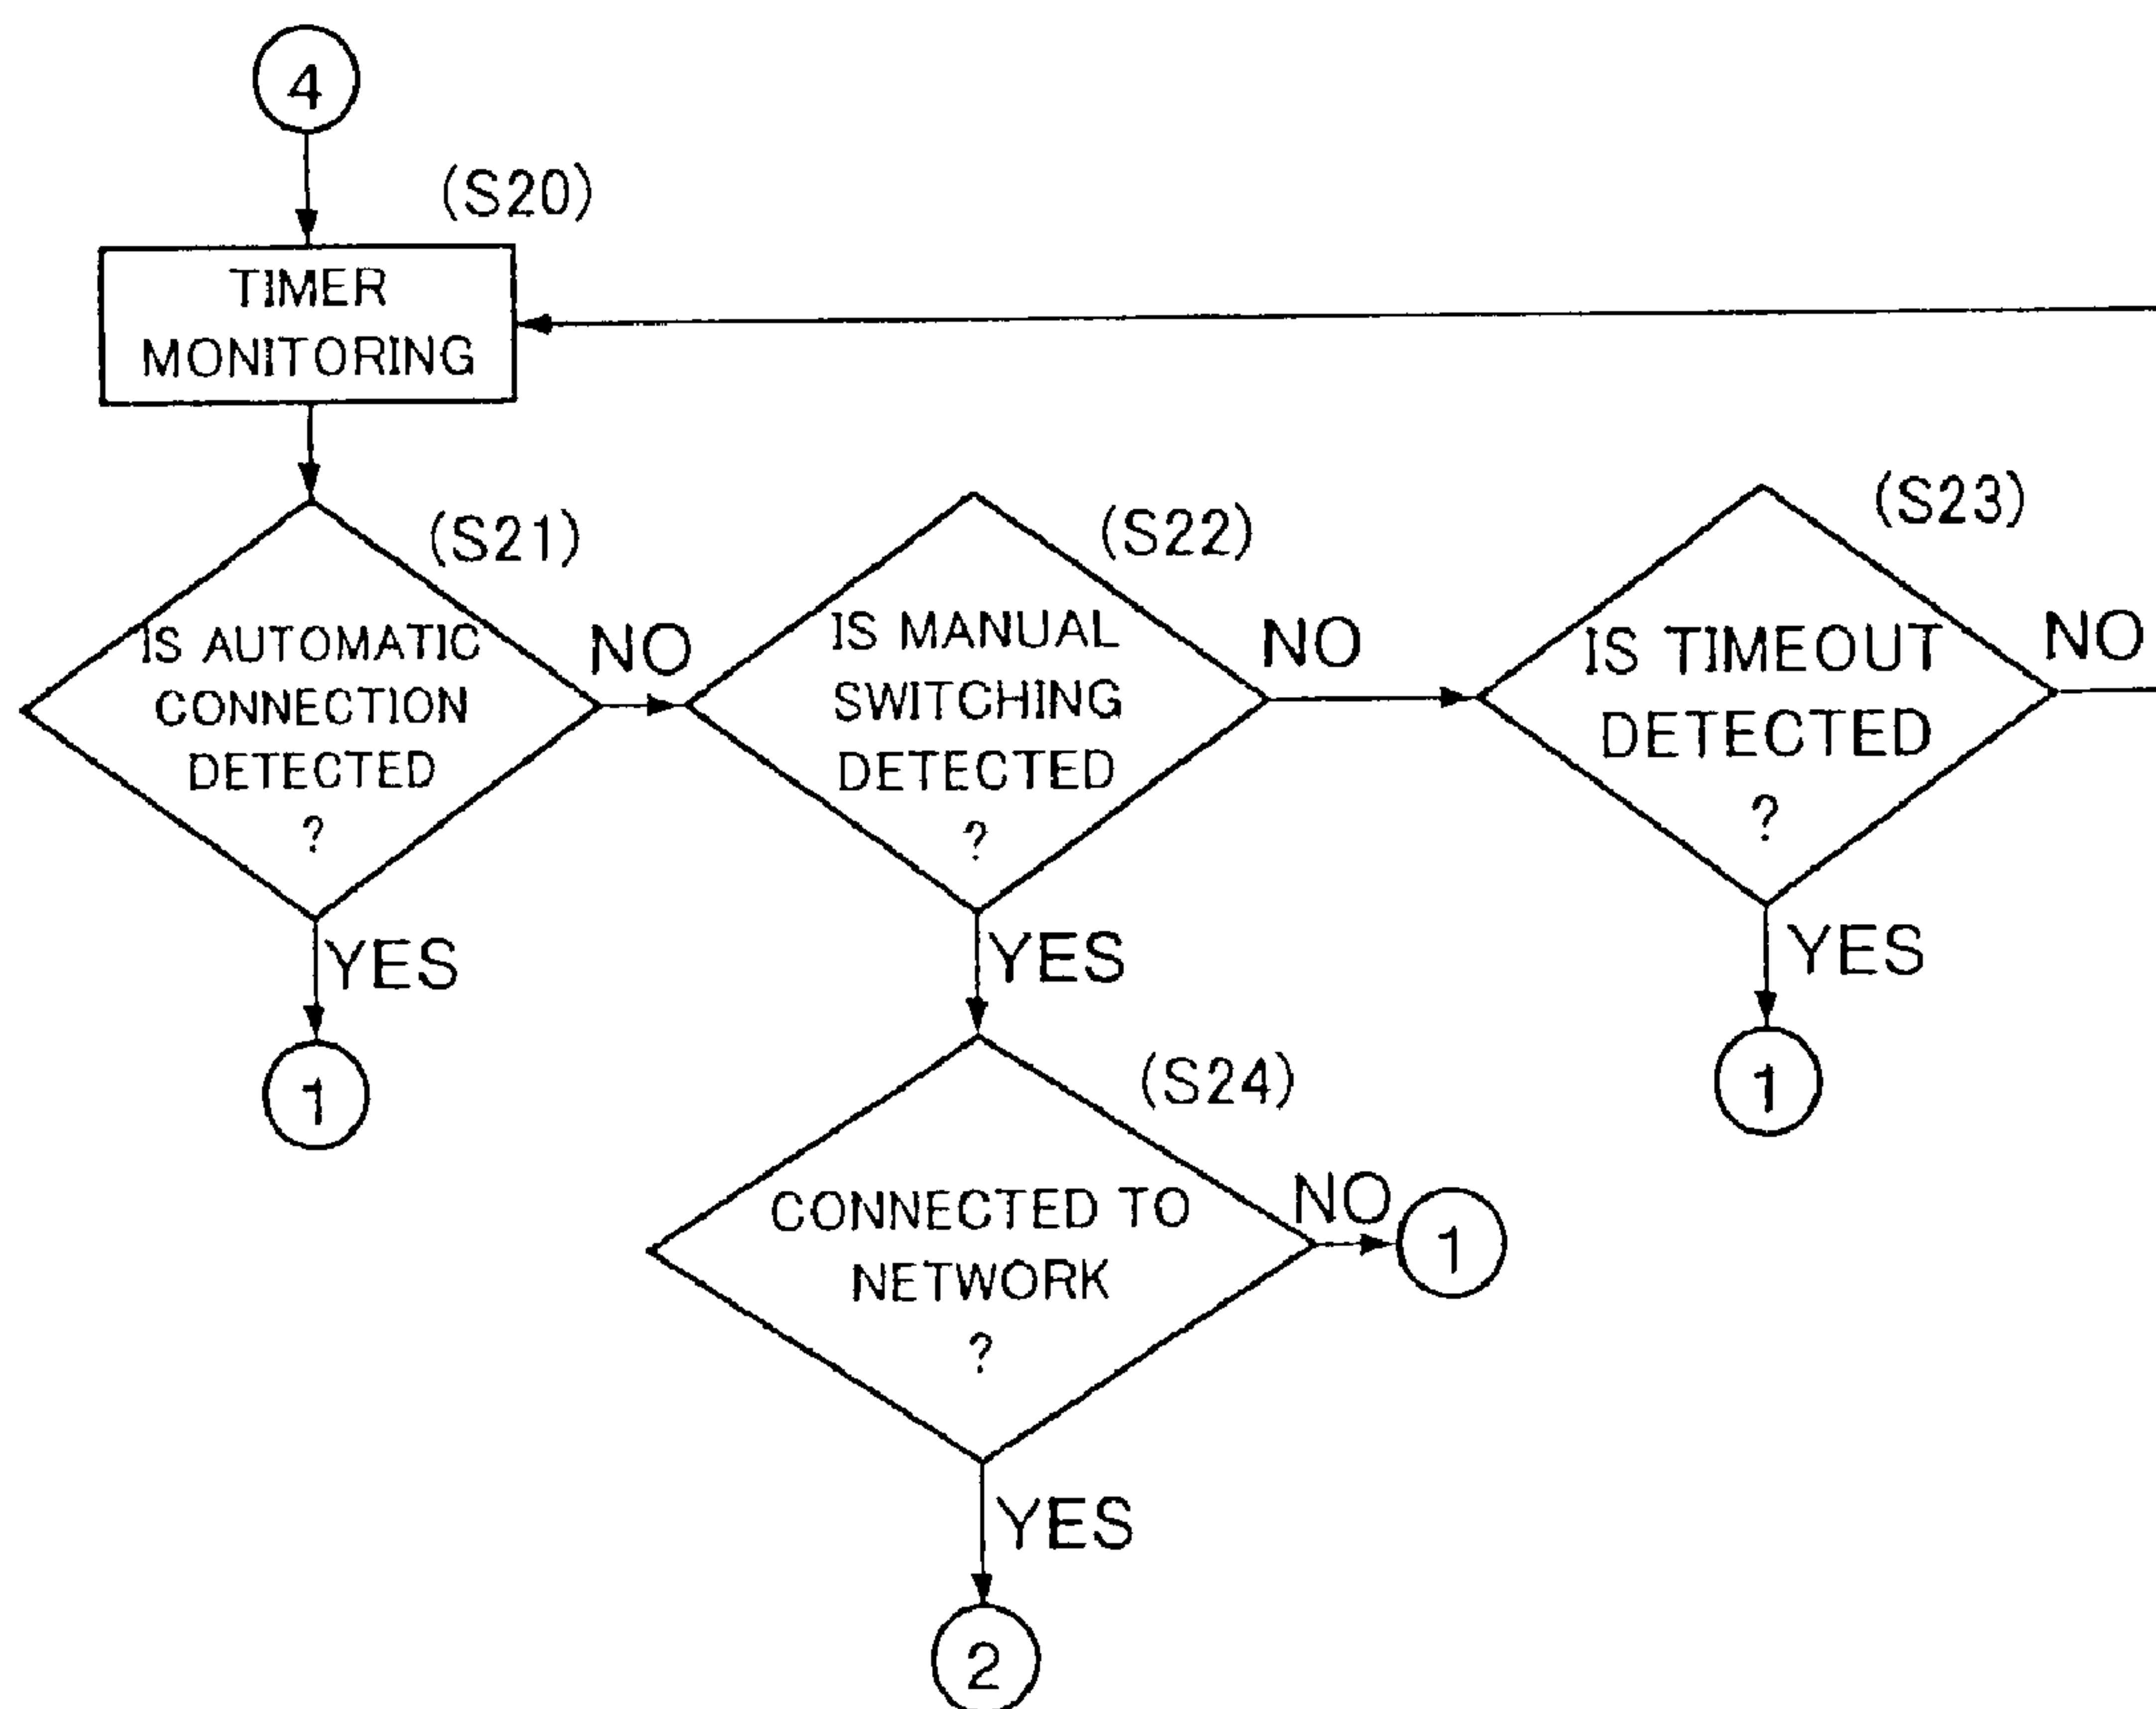 4
(S20)
TIMER
MONITORING
(S21)
IS AUTOMATIC
CONNECTION
DETECTED
?
NO
YES
1
(S22)
IS MANUAL
SWITCHING
DETECTED
?
NO
YES
(S23)
IS TIMEOUT
DETECTED
?
NO
YES
1
(S24)
CONNECTED TO
NETWORK
?
NO
1
YES
2